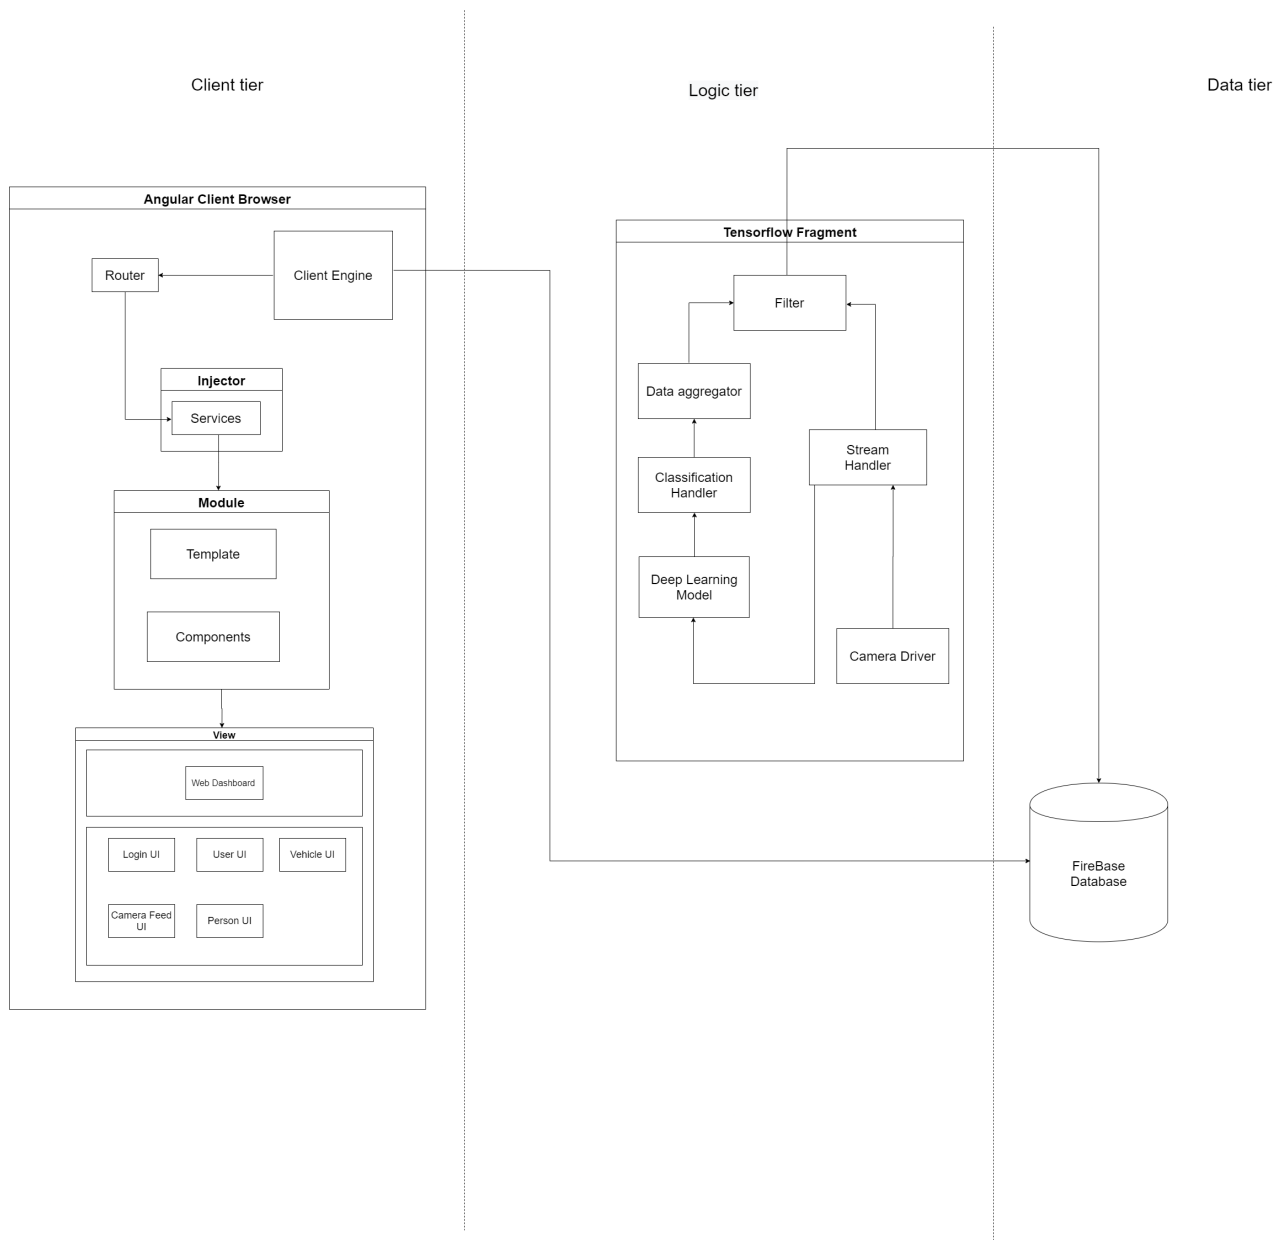 Client tier
Logic tier
Data tier
Angular Client Browser
Router
Client Engine
Injector
Services
Module
Template
Components
View
Web Dashboard
Login UI
User UI
Vehicle UI
Camera Feed
UI
Person UI
Tensorflow Fragment
Filter
Data aggregator
Stream
Handler
Classification
Handler
Deep Learning
Model
Camera Driver
FireBase
Database